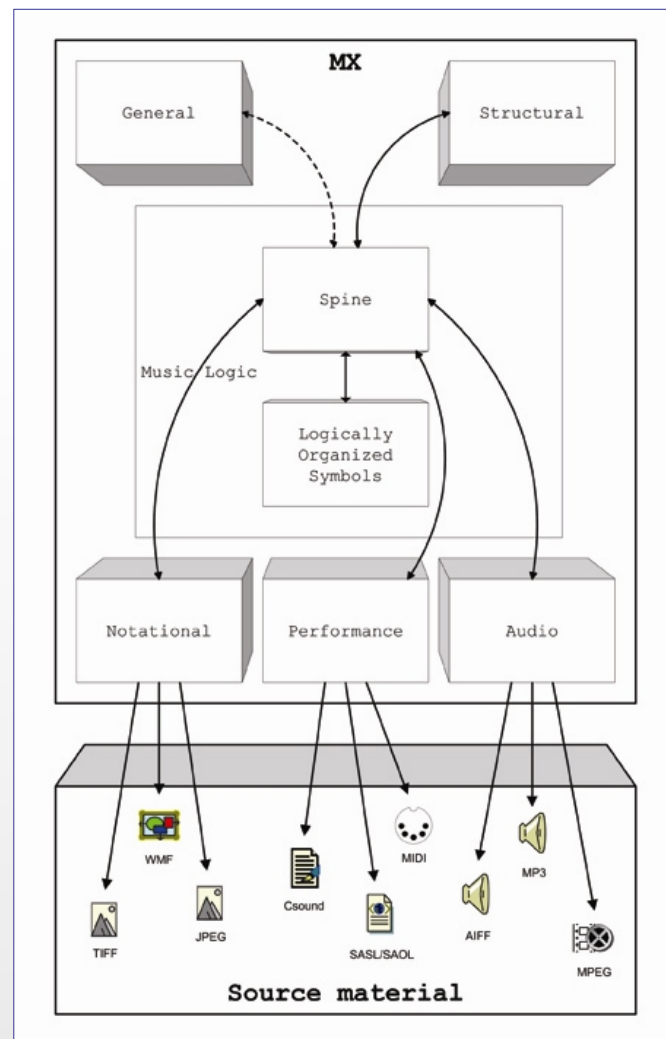 MX
General
Structural
Spine
Music Logic
Logically
Organized
Symbols
Notational
Performance
Audio
WMF
MIDI
MP3
TIFF
JPEG
Csound
SASL/SAOL
AIFF
MPEG
Source material